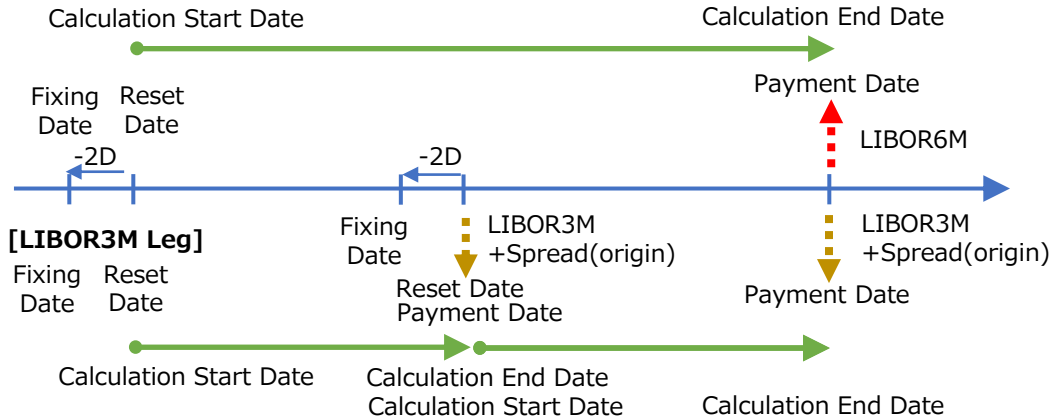 Calculation Start Date
Calculation End Date
Payment Date
Fixing
Date
Reset
Date
LIBOR6M
-2D
-2D
[LIBOR3M Leg]
Fixing
Date
Reset
Date
Fixing
Date
LIBOR3M
+Spread(origin)
LIBOR3M
+Spread(origin)
Reset Date
Payment Date
Payment Date
Calculation Start Date
Calculation End Date
Calculation Start Date
Calculation End Date